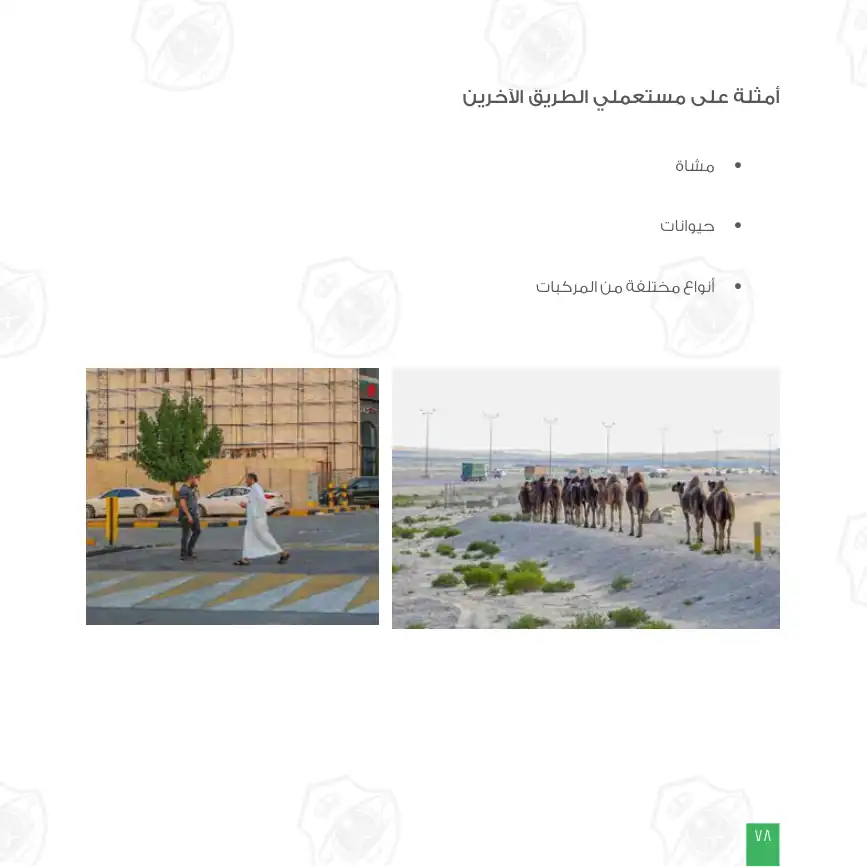 أمثلة على مستعملي الطريق الآخرين
• مشاة
• حيوانات
• أنواع مختلفة من المركبات
٧٨